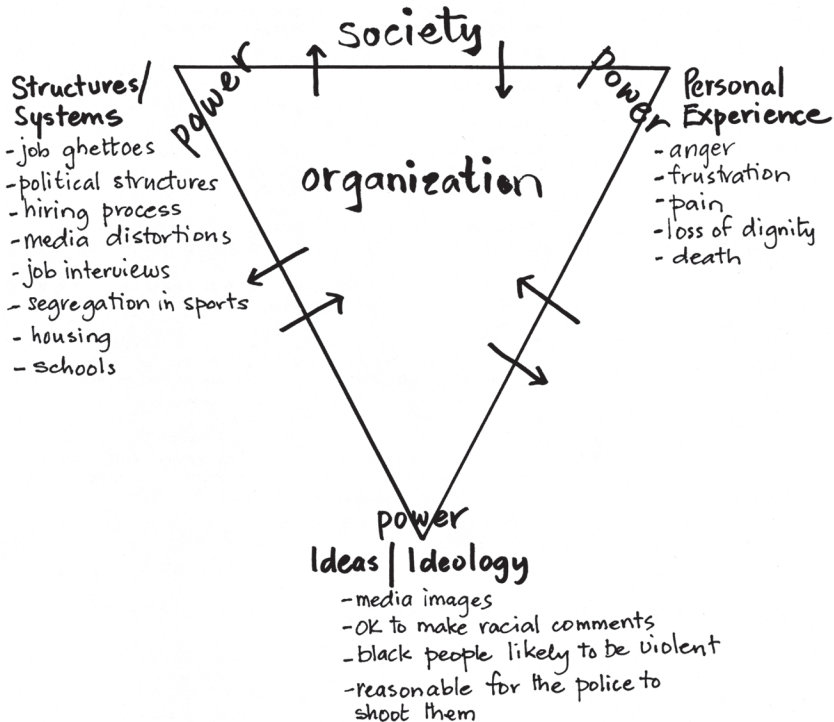 society
power
power
Structures/
Systems
- job ghettoes
- political structures
- hiring process
- media distortions
- job interviews
- segregation in sports
- housing
- schools
organization
Personal
Experience
- anger
- frustration
- pain
- loss of dignity
- death
power
Ideas | Ideology
- media images
- OK to make racial comments
- black people likely to be violent
- reasonable for the police to
shoot them